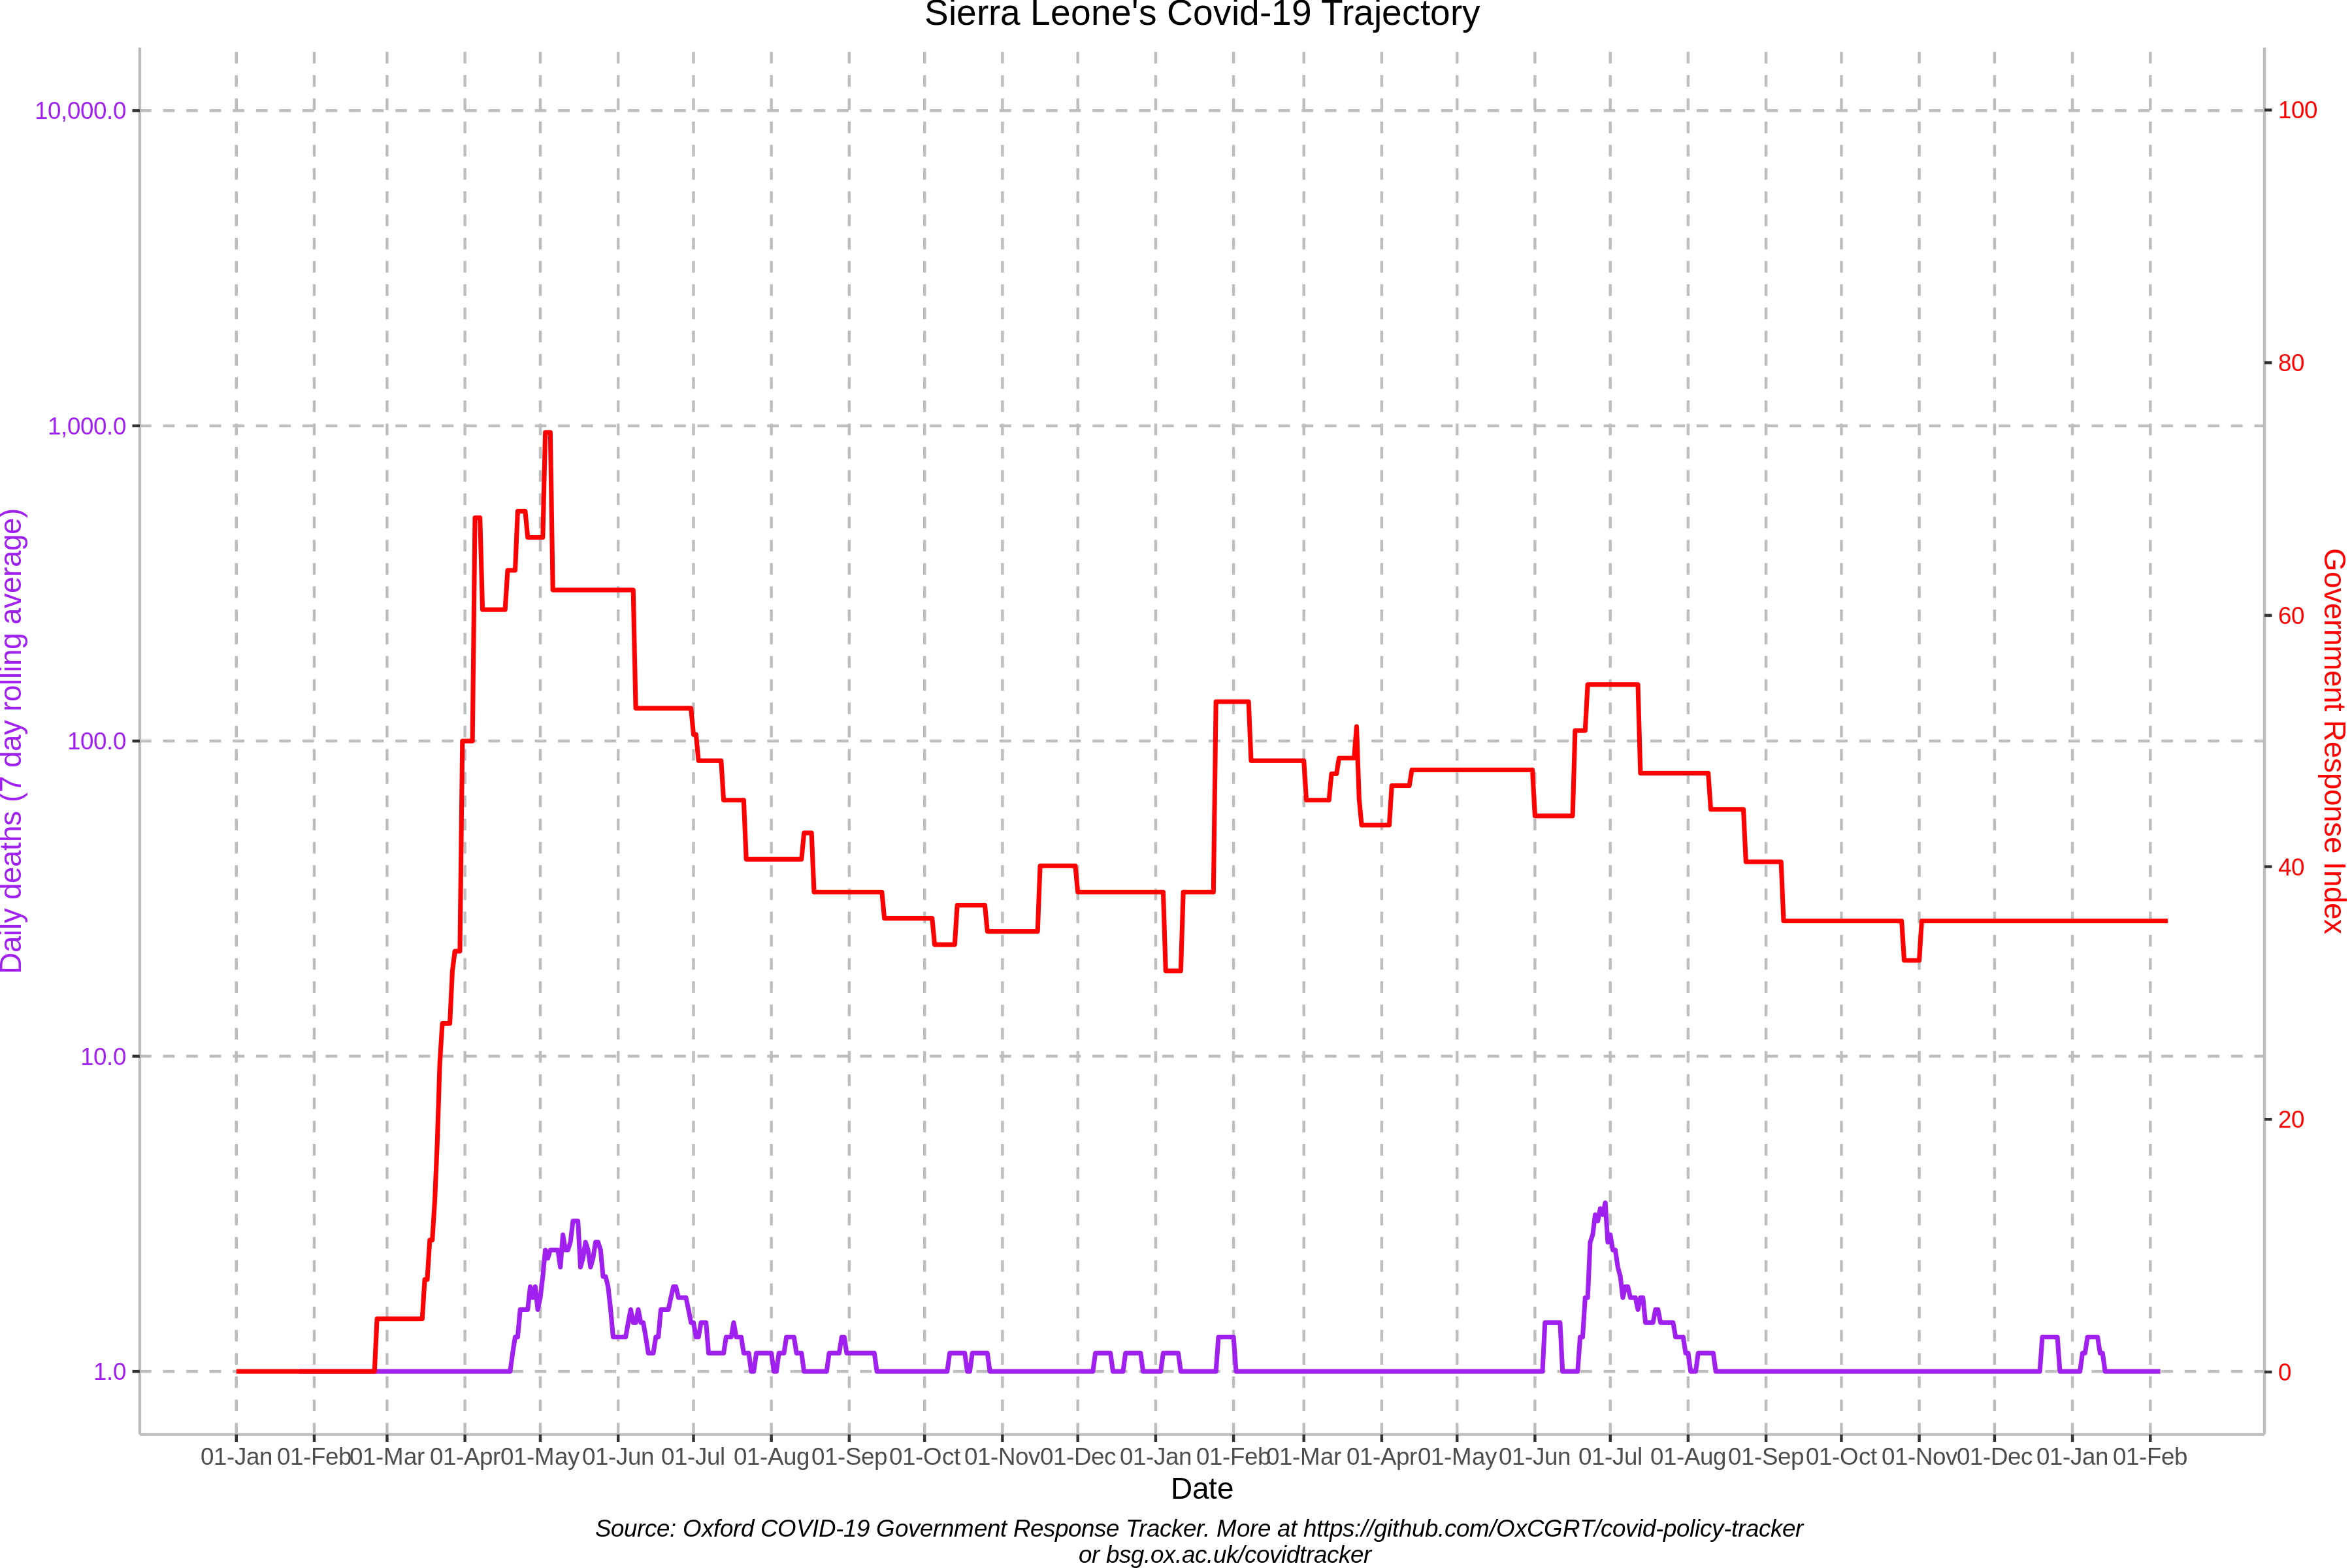 Sierra Leone's Covid-19 Trajectory
10,000.0
1,000.0
100.0
10.0
1.0
Daily deaths (7 day rolling average)
100
80
60
40
20
0
Government Response Index
01-Jan 01-Feb 01-Mar 01-Apr 01-May 01-Jun 01-Jul 01-Aug 01-Sep 01-Oct 01-Nov 01-Dec 01-Jan 01-Feb 01-Mar 01-Apr 01-May 01-Jun 01-Jul 01-Aug 01-Sep 01-Oct 01-Nov 01-Dec 01-Jan 01-Feb
Date
Source: Oxford COVID-19 Government Response Tracker. More at https://github.com/OxCGRT/covid-policy-tracker
or bsg.ox.ac.uk/covidtracker